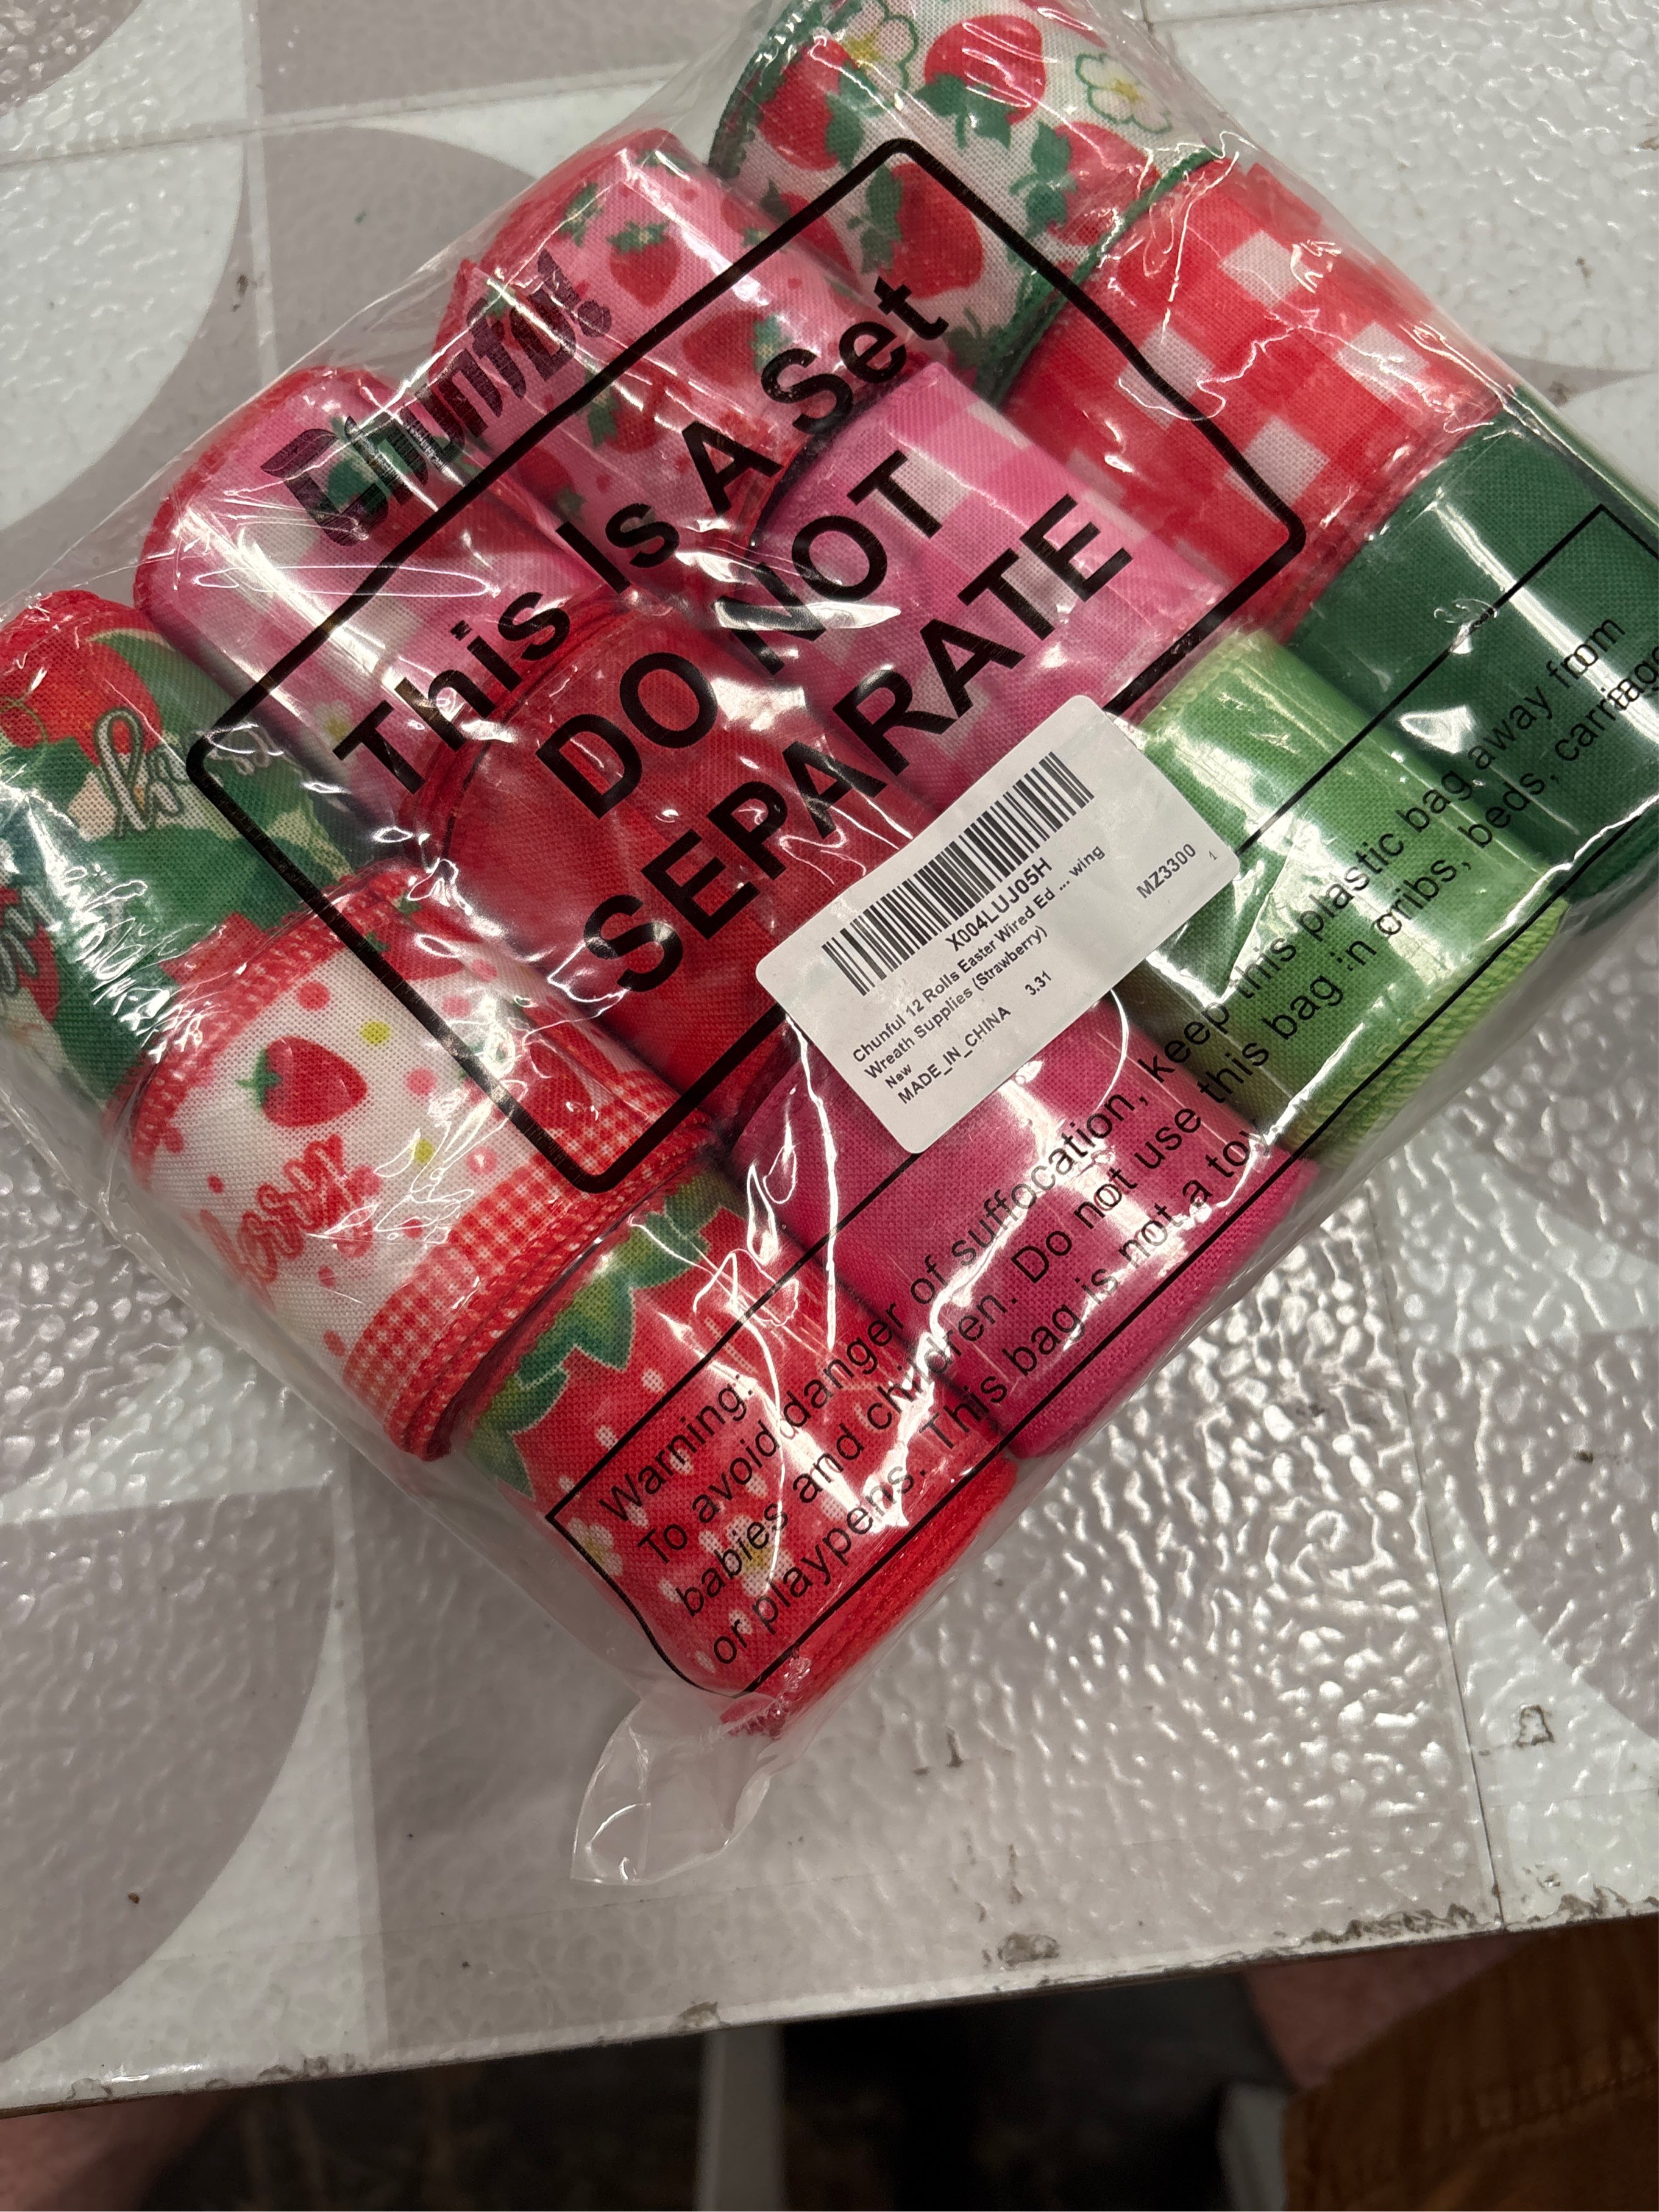 Chunful
This Is A Set
DO NOT
SEPARATE
X004LUJ05H
Chunful 12 Rolls Easter Wired Ed ... wing
Wreath Supplies (Strawberry)
New
MADE_IN_CHINA 3.31
MZ3300 1
Warning:
To avoid danger of suffocation, keep this plastic bag away from
babies and children. Do not use this bag in cribs, beds,
or playpens. This bag is not a toy